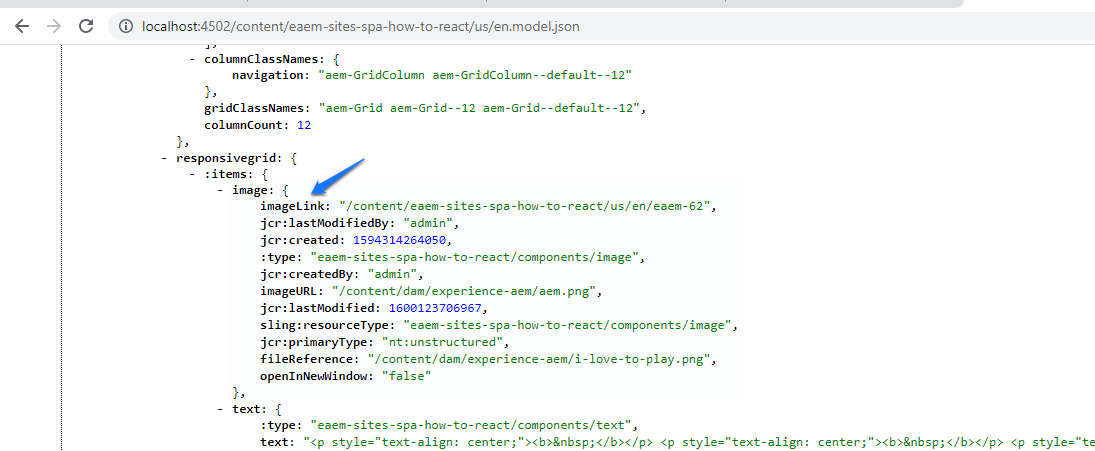 localhost:4502/content/eaem-sites-spa-how-to-react/us/en.model.json
},
- columnClassNames: {
navigation: "aem-GridColumn aem-GridColumn--default--12"
},
gridClassNames: "aem-Grid aem-Grid--12 aem-Grid--default--12",
columnCount: 12
},
- responsivegrid: {
- :items: {
- image: {
imageLink: "/content/eaem-sites-spa-how-to-react/us/en/eaem-62",
jcr:lastModifiedBy: "admin",
jcr:created: 1594314264050,
:type: "eaem-sites-spa-how-to-react/components/image",
jcr:createdBy: "admin",
imageURL: "/content/dam/experience-aem/aem.png",
jcr:lastModified: 1600123706967,
sling:resourceType: "eaem-sites-spa-how-to-react/components/image",
jcr:primaryType: "nt:unstructured",
fileReference: "/content/dam/experience-aem/i-love-to-play.png",
openInNewWindow: "false"
},
- text: {
:type: "eaem-sites-spa-how-to-react/components/text",
text: "<p style="text-align: center;"><b>&nbsp;</b></p> <p style="text-align: center;"><b>&nbsp;</b></p> <p style="te